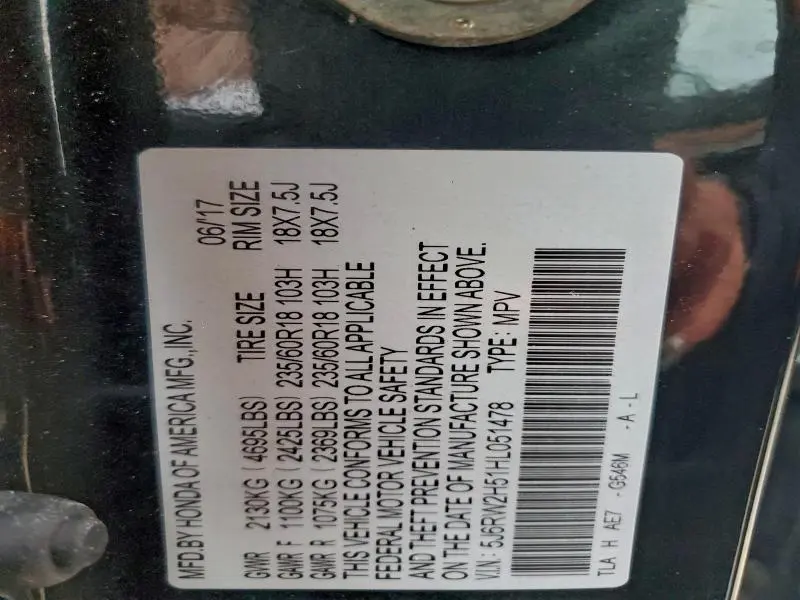 MFD.BY HONDA OF AMERICA MFG.,INC. 06/'17
TIRE SIZE RIM SIZE
GVWR 2130KG ( 4695LBS)
GAWR F 1100KG ( 2425LBS) 235/60R18 103H 18X7.5J
GAWR R 1075KG ( 2369LBS) 235/60R18 103H 18X7.5J
THIS VEHICLE CONFORMS TO ALL APPLICABLE
FEDERAL MOTOR VEHICLE SAFETY
AND THEFT PREVENTION STANDARDS IN EFFECT
ON THE DATE OF MANUFACTURE SHOWN ABOVE.
V.I.N.: 5J6RW2H51HL051478 TYPE: MPV
TLA H AE7 -G546M -A-L